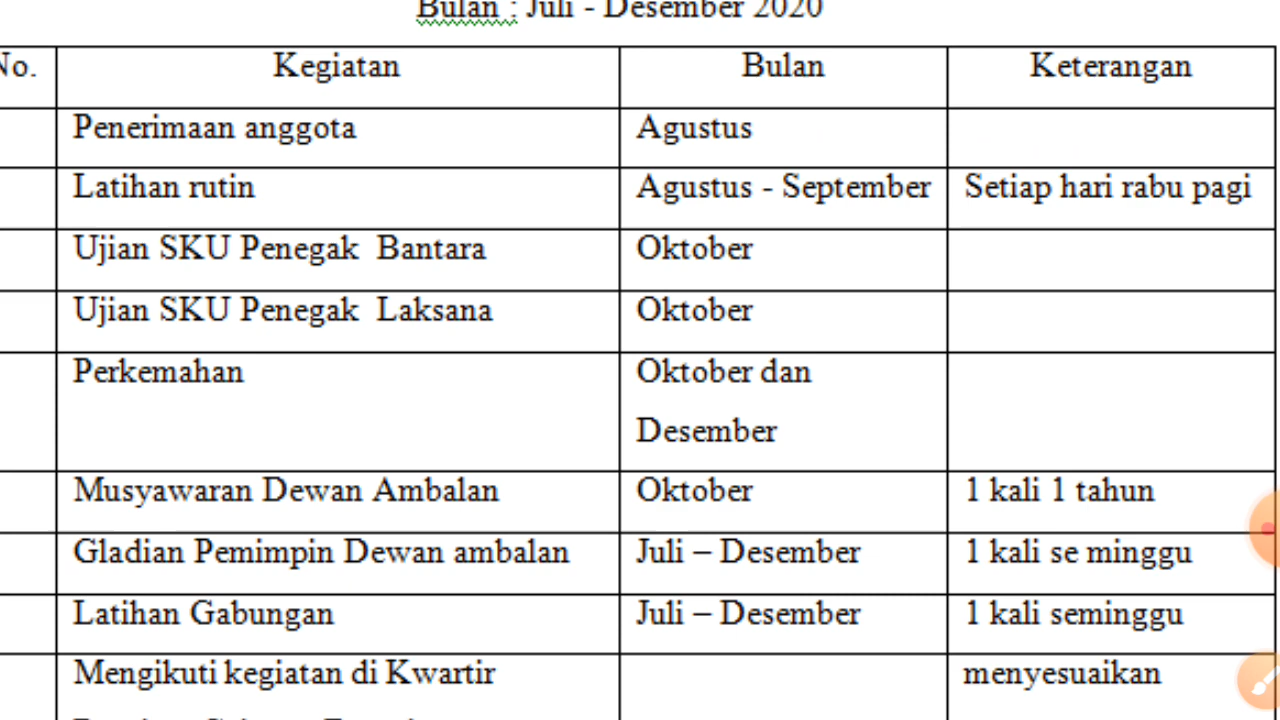 Bulan : Juli - Desember 2020
No. Kegiatan Bulan Keterangan
Penerimaan anggota Agustus
Latihan rutin Agustus - September Setiap hari rabu pagi
Ujian SKU Penegak Bantara Oktober
Ujian SKU Penegak Laksana Oktober
Perkemahan Oktober dan
Desember
Musyawaran Dewan Ambalan Oktober 1 kali 1 tahun
Gladian Pemimpin Dewan ambalan Juli – Desember 1 kali se minggu
Latihan Gabungan Juli – Desember 1 kali seminggu
Mengikuti kegiatan di Kwartir menyesuaikan